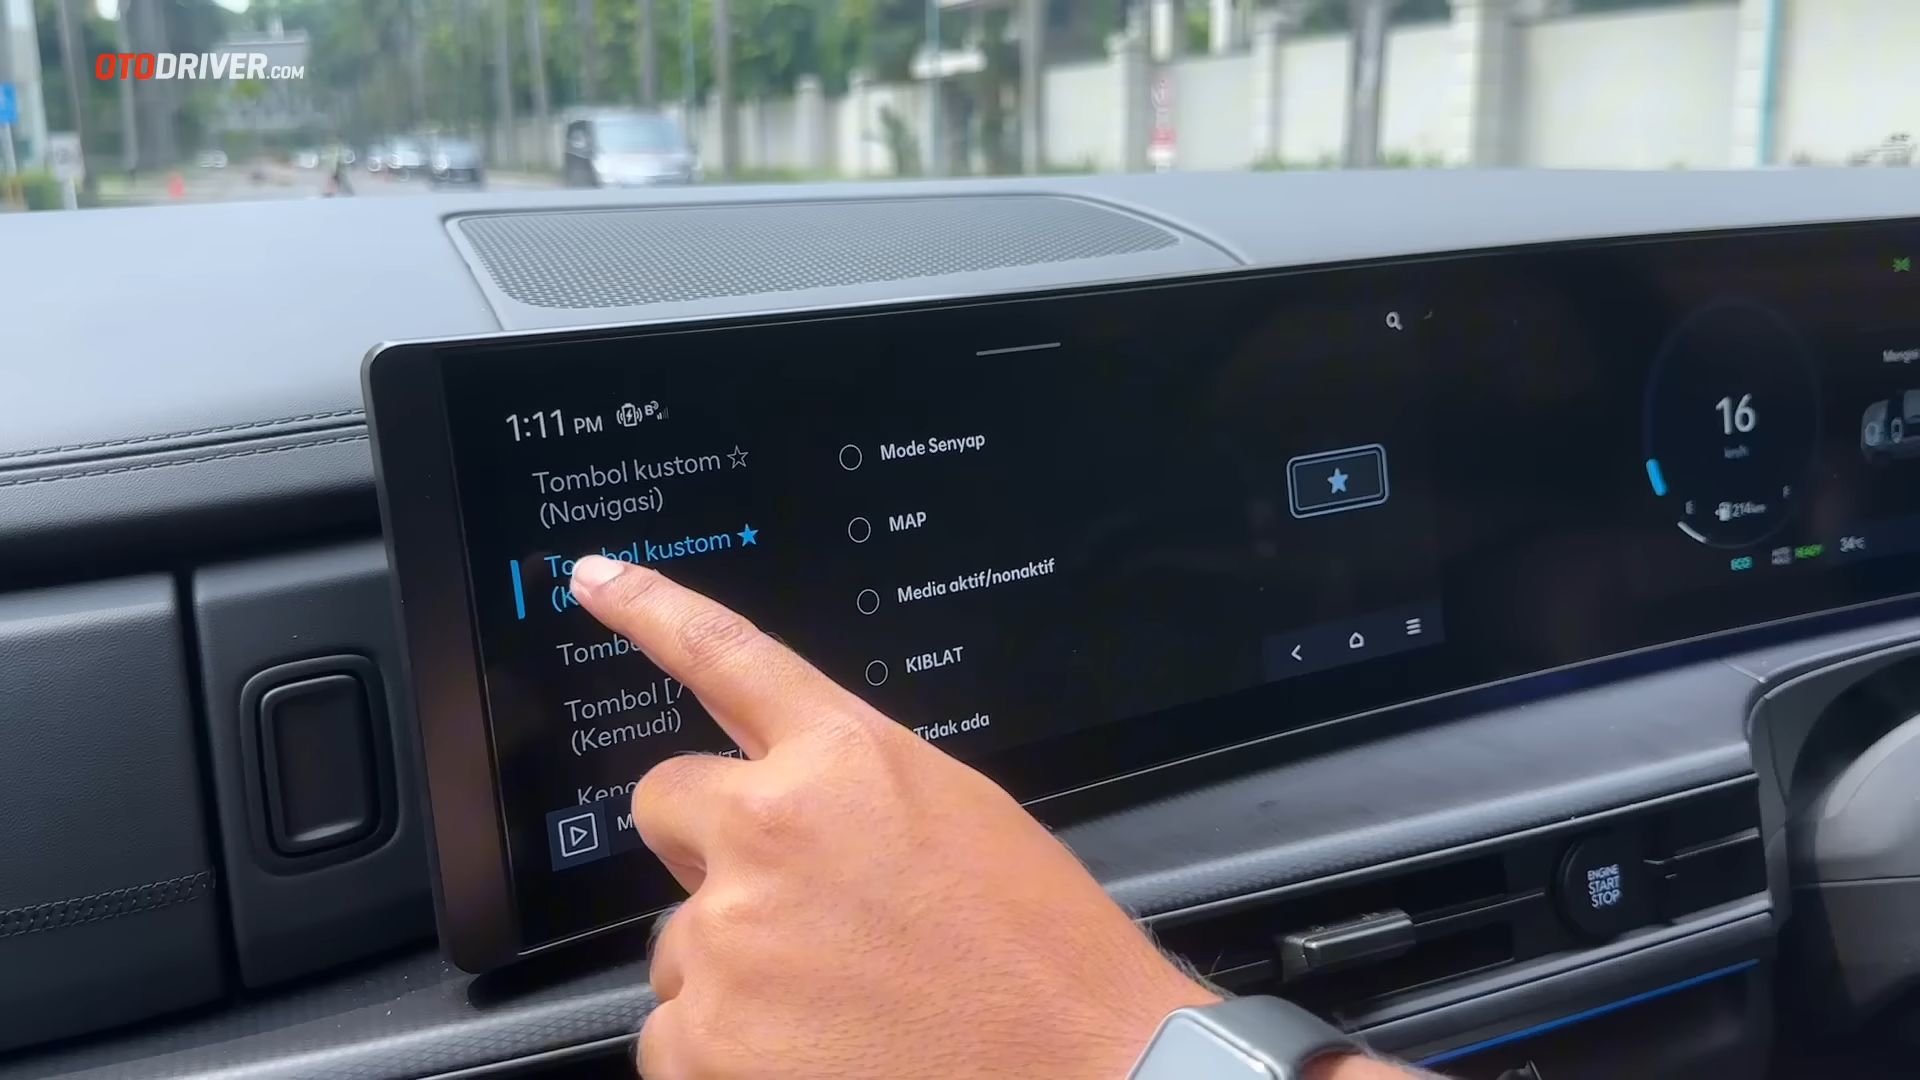 OTODRIVER.COM
1:11 PM
Tombol kustom ☆
(Navigasi)
Tombol kustom ★
Tombol [
(Kemudi)
Mode Senyap
MAP
Media aktif/nonaktif
KIBLAT
Tidak ada
16
km/h
E
F
214km
ECO
READY
34°C
ENGINE
START
STOP